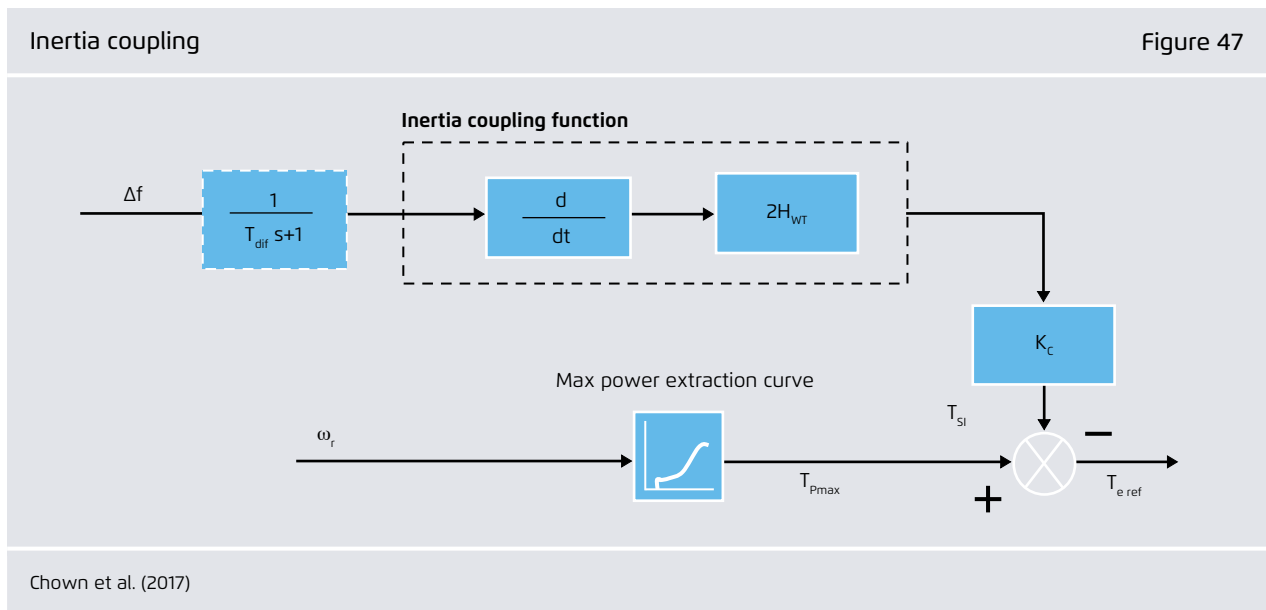 Inertia coupling
Figure 47
Inertia coupling function
Δf
1
T_dif s+1
d
dt
2H_WT
K_C
Max power extraction curve
T_SI
ω_r
T_Pmax
+
−
T_e ref
Chown et al. (2017)